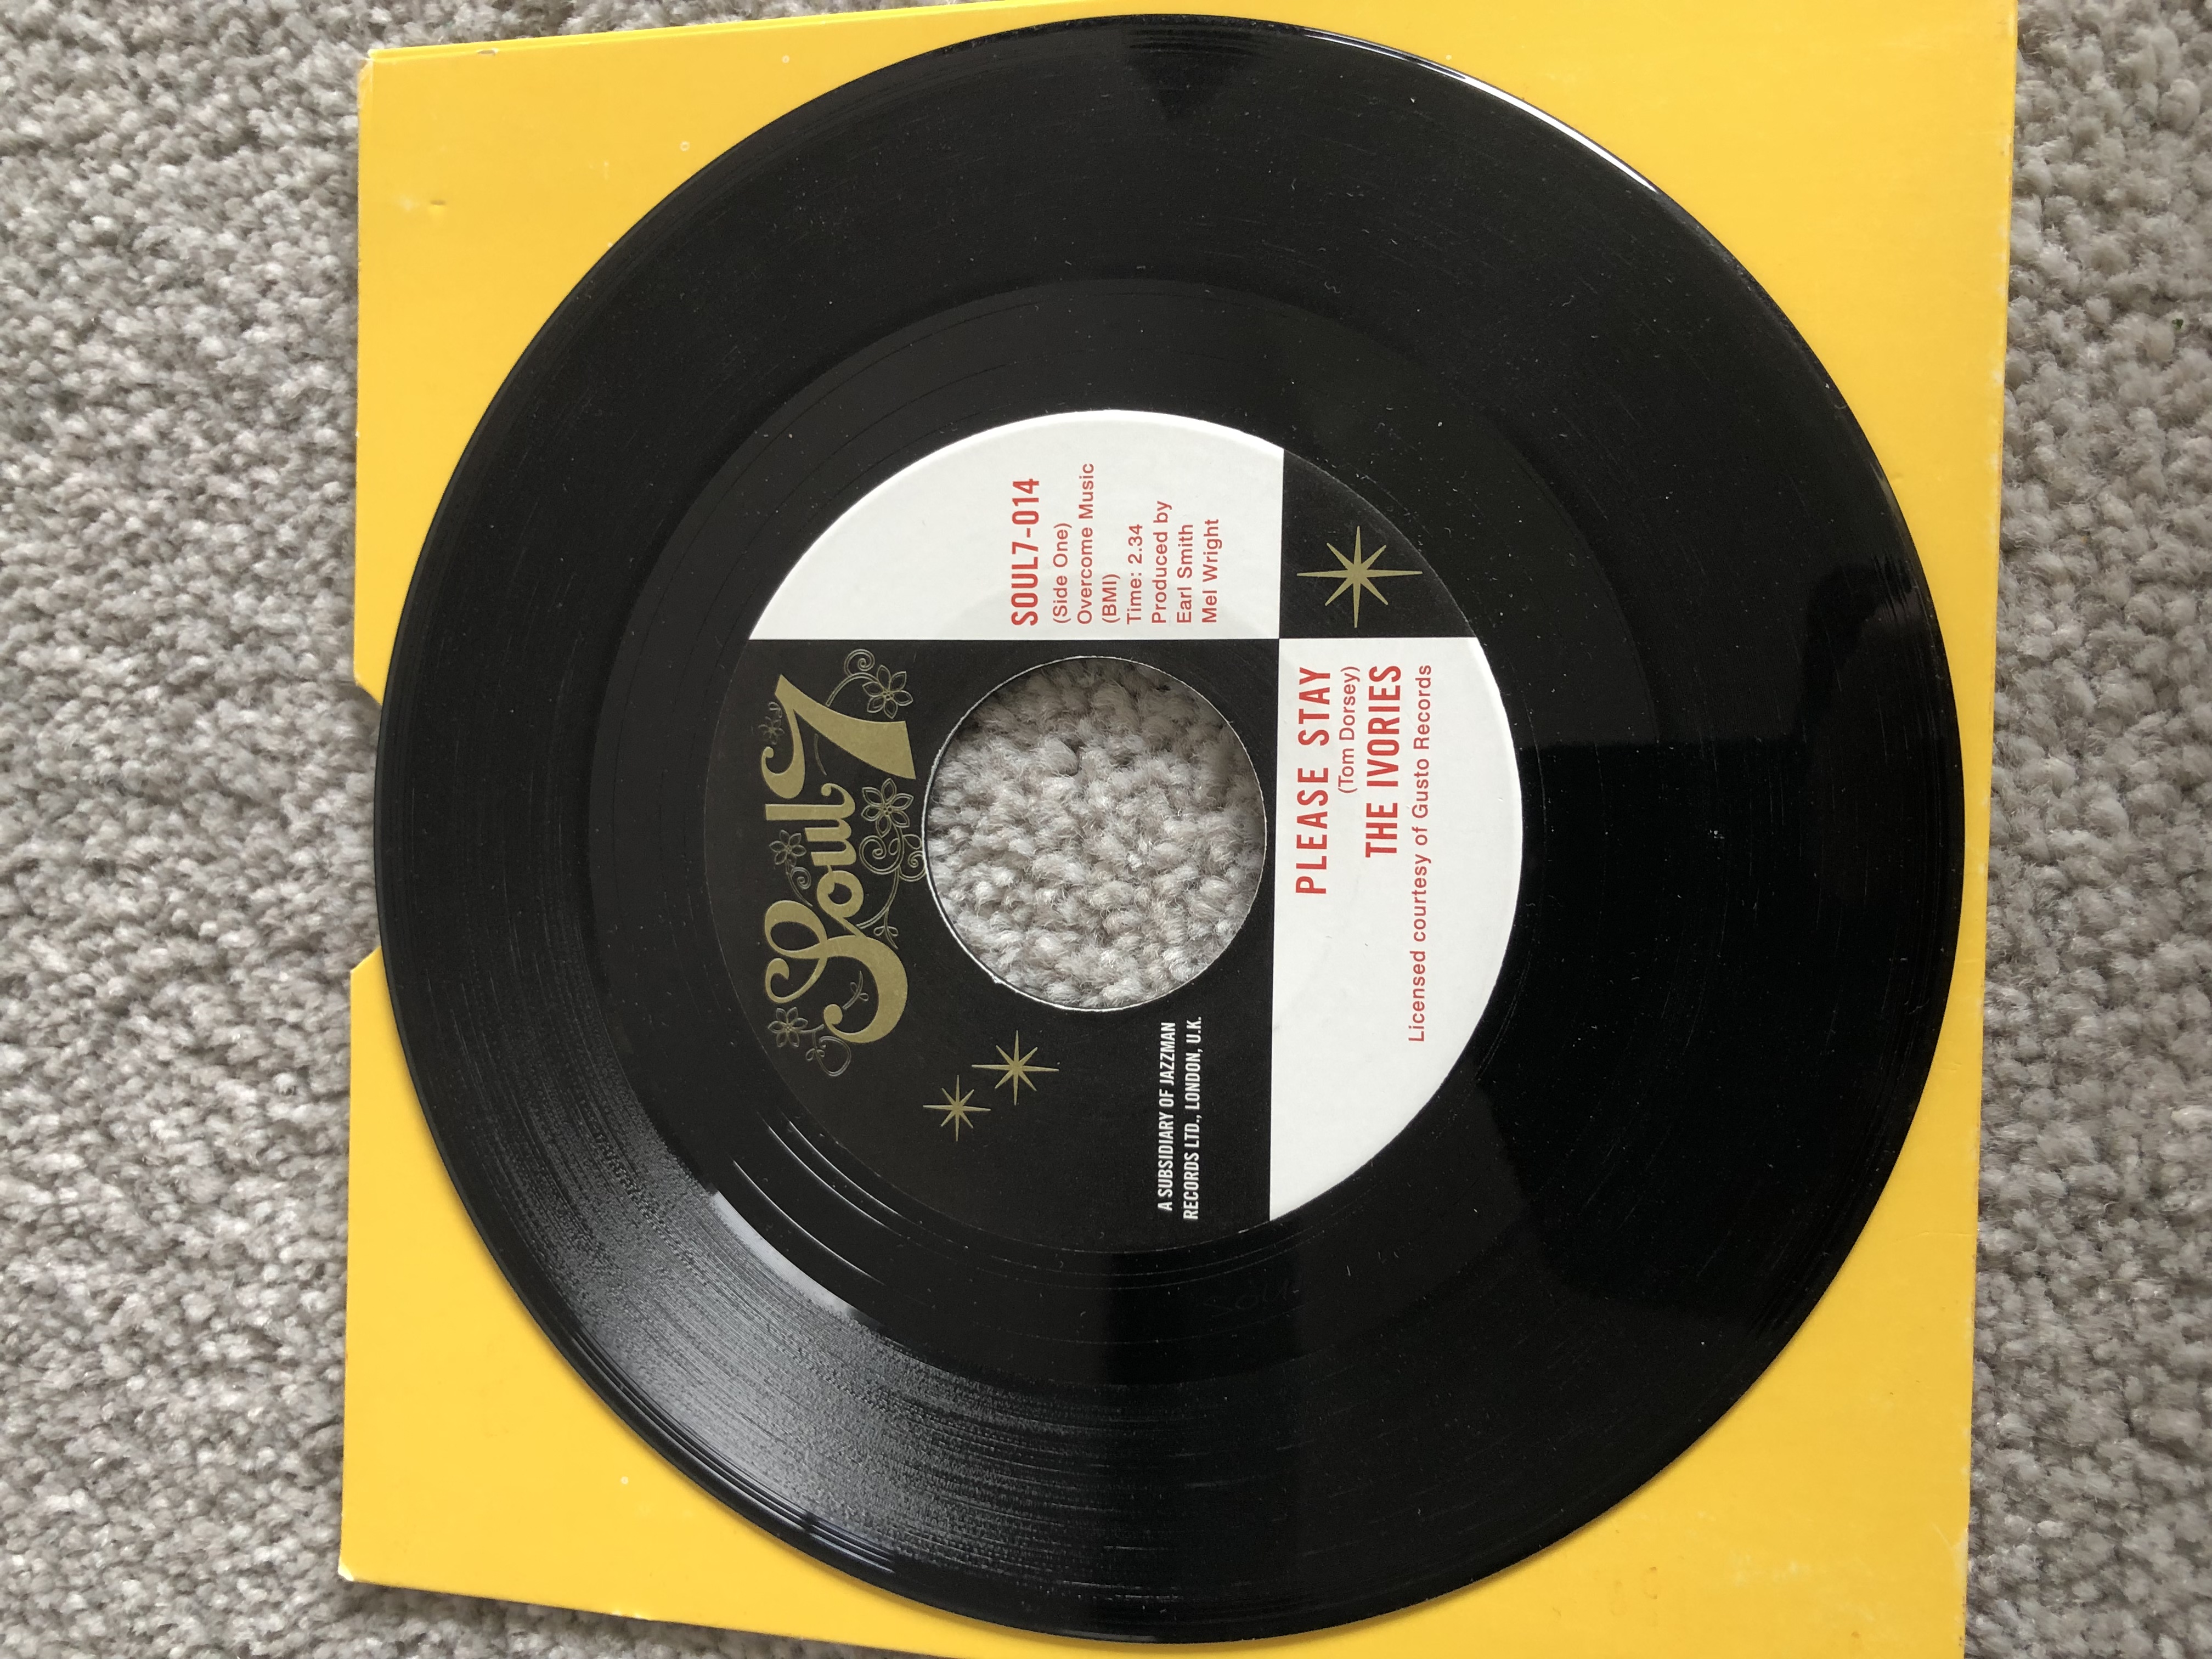 Soul 7
SOUL7-014
(Side One)
Overcome Music
(BMI)
Time: 2.34
Produced by
Earl Smith
Mel Wright
A SUBSIDIARY OF JAZZMAN
RECORDS LTD., LONDON, U.K.
PLEASE STAY
(Tom Dorsey)
THE IVORIES
Licensed courtesy of Gusto Records